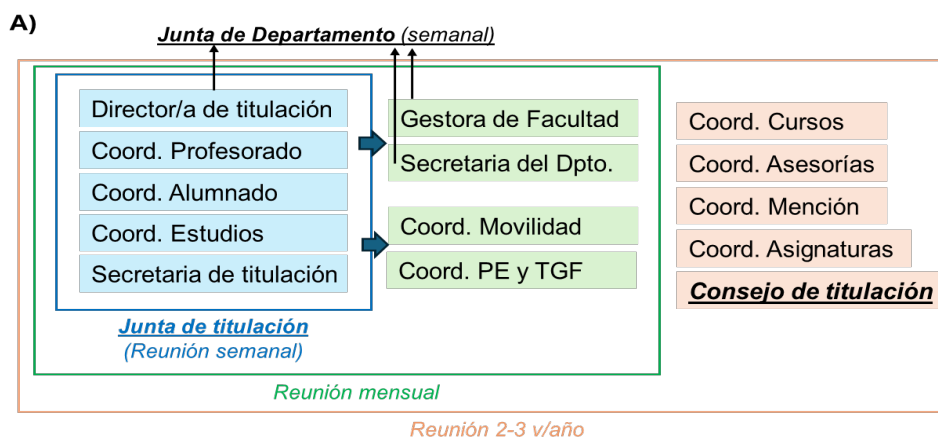 A)
Junta de Departamento (semanal)
Director/a de titulación
Coord. Profesorado
Coord. Alumnado
Coord. Estudios
Secretaria de titulación
Junta de titulación
(Reunión semanal)
Gestora de Facultad
Secretaria del Dpto.
Coord. Movilidad
Coord. PE y TGF
Reunión mensual
Coord. Cursos
Coord. Asesorías
Coord. Mención
Coord. Asignaturas
Consejo de titulación
Reunión 2-3 v/año